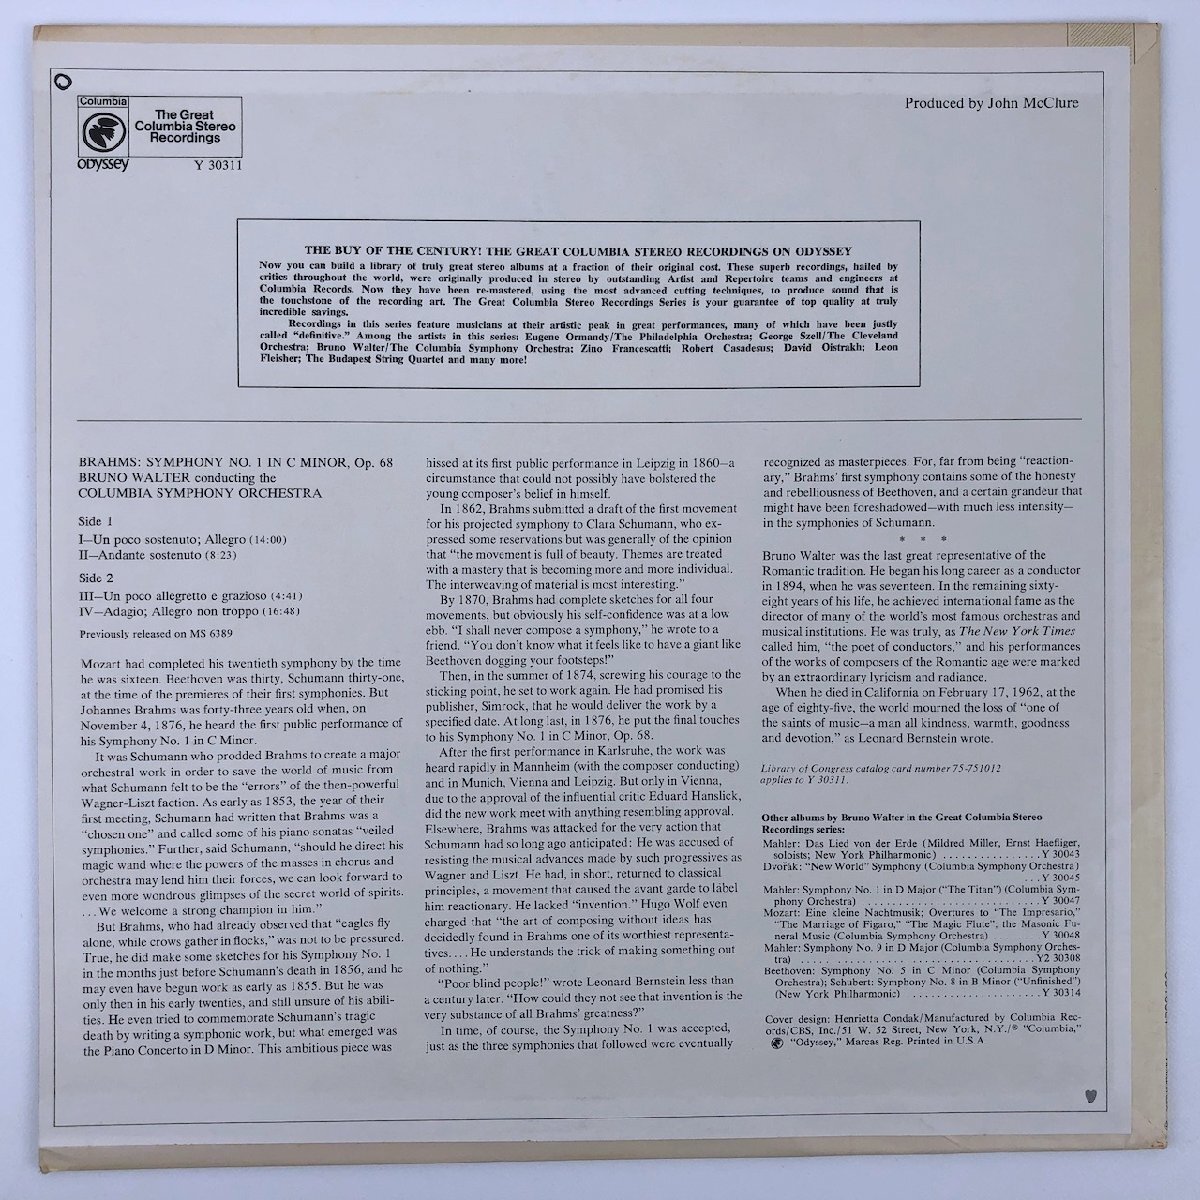 Columbia
The Great
Columbia Stereo
Recordings
ODYSSEY
Y 30311
Produced by John McClure
THE BUY OF THE CENTURY! THE GREAT COLUMBIA STEREO RECORDINGS ON ODYSSEY
Now you can build a library of truly great stereo albums at a fraction of their original cost. These superb recordings, hailed by
critics throughout the world, were originally produced in stereo by outstanding Artist and Repertoire teams and engineers at
Columbia Records. Now they have been re-mastered, using the most advanced cutting techniques, to produce sound that is
the touchstone of the recording art. The Great Columbia Stereo Recordings Series is your guarantee of top quality at truly
incredible savings.
Recordings in this series feature musicians at their artistic peak in great performances, many of which have been justly
called “definitive.” Among the artists in this series: Eugene Ormandy/The Philadelphia Orchestra; George Szell/The Cleveland
Orchestra; Bruno Walter/The Columbia Symphony Orchestra; Zino Francescatti; Robert Casadesus; David Oistrakh; Leon
Fleisher; The Budapest String Quartet and many more!
BRAHMS: SYMPHONY NO. 1 IN C MINOR, Op. 68
BRUNO WALTER conducting the
COLUMBIA SYMPHONY ORCHESTRA
Side 1
I—Un poco sostenuto; Allegro (14:00)
II—Andante sostenuto (8:23)
Side 2
III—Un poco allegretto e grazioso (4:41)
IV—Adagio; Allegro non troppo (16:48)
Previously released on MS 6389
Mozart had completed his twentieth symphony by the time
he was sixteen. Beethoven was thirty, Schumann thirty-one,
at the time of the premieres of their first symphonies. But
Johannes Brahms was forty-three years old when, on
November 4, 1876, he heard the first public performance of
his Symphony No. 1 in C Minor.
It was Schumann who prodded Brahms to create a major
orchestral work in order to save the world of music from
what Schumann felt to be the “errors” of the then-powerful
Wagner-Liszt faction. As early as 1853, the year of their
first meeting, Schumann had written that Brahms was a
“chosen one” and called some of his piano sonatas “veiled
symphonies.” Further, said Schumann, “should he direct his
magic wand where the powers of the masses in chorus and
orchestra may lend him their forces, we can look forward to
even more wondrous glimpses of the secret world of spirits.
. . . We welcome a strong champion in him.”
But Brahms, who had already observed that “eagles fly
alone, while crows gather in flocks,” was not to be pressured.
True, he did make some sketches for his Symphony No. 1
in the months just before Schumann's death in 1856, and he
may even have begun work as early as 1855. But he was
only then in his early twenties, and still unsure of his abili-
ties. He even tried to commemorate Schumann's tragic
death by writing a symphonic work, but what emerged was
the Piano Concerto in D Minor. This ambitious piece was
hissed at its first public performance in Leipzig in 1860—a
circumstance that could not possibly have bolstered the
young composer's belief in himself.
In 1862, Brahms submitted a draft of the first movement
for his projected symphony to Clara Schumann, who ex-
pressed some reservations but was generally of the opinion
that “the movement is full of beauty. Themes are treated
with a mastery that is becoming more and more individual.
The interweaving of material is most interesting.”
By 1870, Brahms had complete sketches for all four
movements, but obviously his self-confidence was at a low
ebb. “I shall never compose a symphony,” he wrote to a
friend. “You don't know what it feels like to have a giant like
Beethoven dogging your footsteps!”
Then, in the summer of 1874, screwing his courage to the
sticking point, he set to work again. He had promised his
publisher, Simrock, that he would deliver the work by a
specified date. At long last, in 1876, he put the final touches
to his Symphony No. 1 in C Minor, Op. 68.
After the first performance in Karlsruhe, the work was
heard rapidly in Mannheim (with the composer conducting)
and in Munich, Vienna and Leipzig. But only in Vienna,
due to the approval of the influential critic Eduard Hanslick,
did the new work meet with anything resembling approval.
Elsewhere, Brahms was attacked for the very action that
Schumann had so long ago anticipated: He was accused of
resisting the musical advances made by such progressives as
Wagner and Liszt. He had, in short, returned to classical
principles, a movement that caused the avant garde to label
him reactionary. He lacked “invention.” Hugo Wolf even
charged that “the art of composing without ideas has
decidedly found in Brahms one of its worthiest representa-
tives. . . . He understands the trick of making something out
of nothing.”
“Poor blind people!” wrote Leonard Bernstein less than
a century later. “How could they not see that invention is the
very substance of all Brahms' greatness?”
In time, of course, the Symphony No. 1 was accepted,
just as the three symphonies that followed were eventually
recognized as masterpieces. For, far from being “reaction-
ary,” Brahms' first symphony contains some of the honesty
and rebelliousness of Beethoven, and a certain grandeur that
might have been foreshadowed—with much less intensity—
in the symphonies of Schumann.
* * *
Bruno Walter was the last great representative of the
Romantic tradition. He began his long career as a conductor
in 1894, when he was seventeen. In the remaining sixty-
eight years of his life, he achieved international fame as the
director of many of the world's most famous orchestras and
musical institutions. He was truly, as The New York Times
called him, “the poet of conductors,” and his performances
of the works of composers of the Romantic age were marked
by an extraordinary lyricism and radiance.
When he died in California on February 17, 1962, at the
age of eighty-five, the world mourned the loss of “one of
the saints of music—a man all kindness, warmth, goodness
and devotion.” as Leonard Bernstein wrote.
Library of Congress catalog card number 75-751012
applies to Y 30311.
Other albums by Bruno Walter in the Great Columbia Stereo
Recordings series:
Mahler: Das Lied von der Erde (Mildred Miller, Ernst Haefliger,
soloists; New York Philharmonic) . . . . . . . . . . . . . . . Y 30043
Dvořák: “New World” Symphony (Columbia Symphony Orchestra)
. . . Y 30045
Mahler: Symphony No. 1 in D Major (“The Titan”) (Columbia Sym-
phony Orchestra) . . . . . . . . . . . . . . . . . . . . . . . . Y 30047
Mozart: Eine kleine Nachtmusik; Overtures to “The Impresario,”
“The Marriage of Figaro,” “The Magic Flute”, the Masonic Fu-
neral Music (Columbia Symphony Orchestra) . . . . . . Y 30048
Mahler: Symphony No. 9 in D Major (Columbia Symphony Orches-
tra) . . . . . . . . . . . . . . . . . . . . . . . . . . . . . . . . . . Y2 30308
Beethoven: Symphony No. 5 in C Minor (Columbia Symphony
Orchestra); Schubert: Symphony No. 8 in B Minor (“Unfinished”)
(New York Philharmonic) . . . . . . . . . . . . . . . . . . . . Y 30314
Cover design: Henrietta Condak/Manufactured by Columbia Rec-
ords/CBS, Inc./51 W. 52 Street, New York, N.Y./® “Columbia,”
“Odyssey,” Marcas Reg. Printed in U.S.A